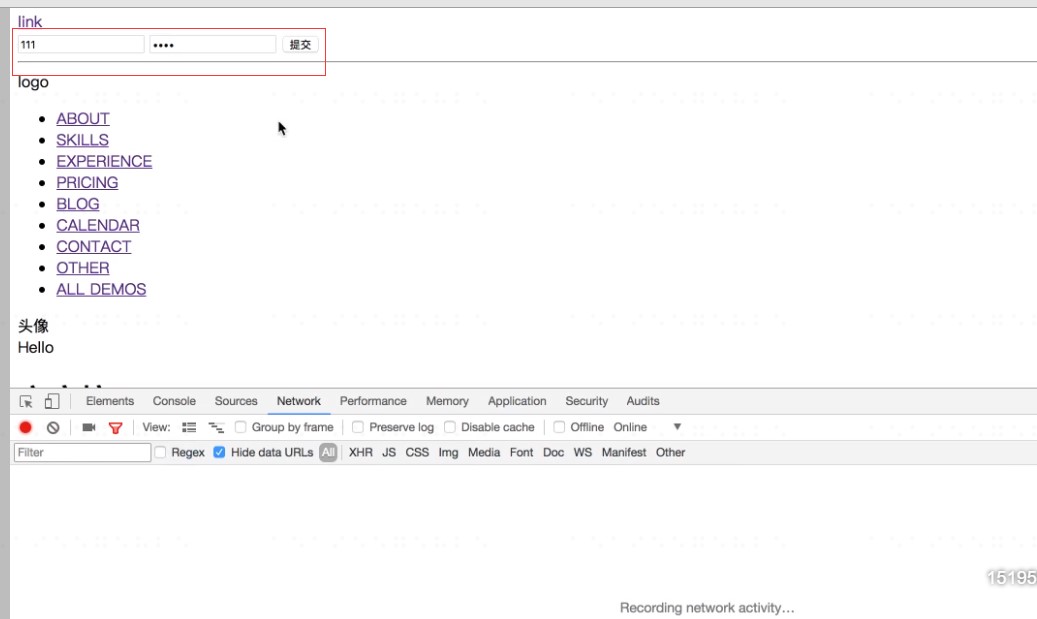 link
111 •••• 提交
logo
ABOUT
SKILLS
EXPERIENCE
PRICING
BLOG
CALENDAR
CONTACT
OTHER
ALL DEMOS
头像
Hello
Elements Console Sources Network Performance Memory Application Security Audits
View: Group by frame Preserve log Disable cache Offline Online
Filter Regex Hide data URLs All XHR JS CSS Img Media Font Doc WS Manifest Other
15195
Recording network activity…